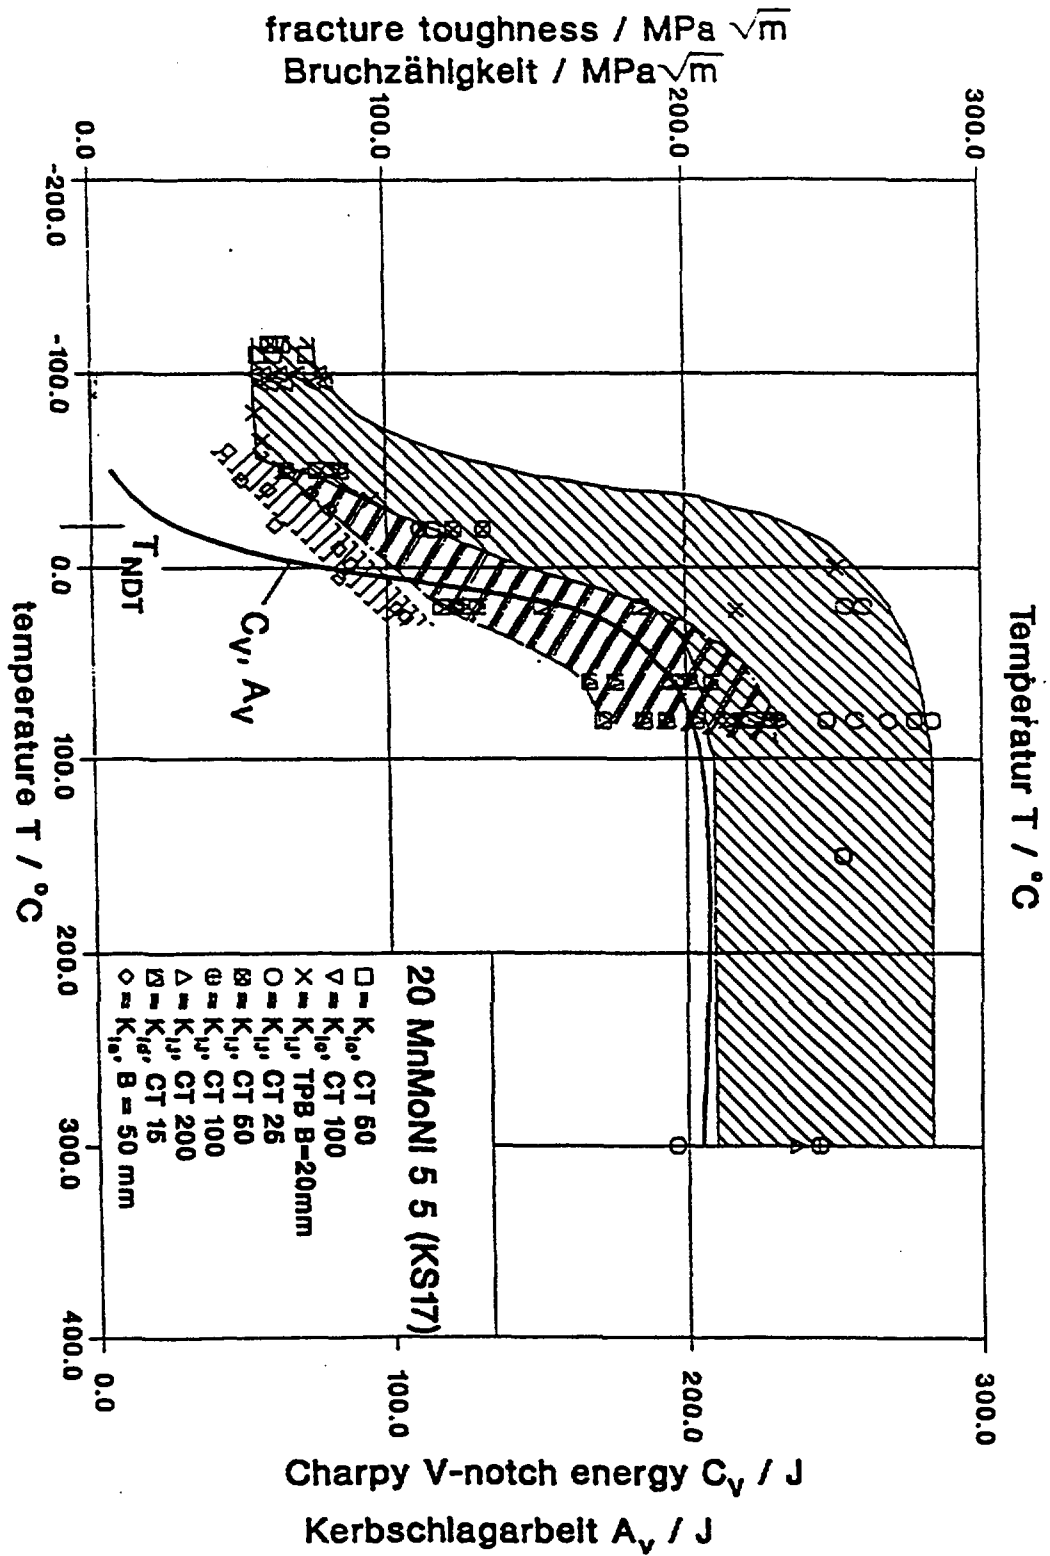 fracture toughness / MPa √m
Bruchzähigkeit / MPa√m
0.0
100.0
200.0
300.0
Temperatur T / °C
-200.0
-100.0
0.0
100.0
200.0
300.0
400.0
temperature T / °C
T_NDT
C_V, A_V
20 MnMoNi 5 5 (KS17)
□ = K_Ic, CT 50
▽ = K_Ic, CT 100
× = K_IJ, TPB B=20mm
○ = K_IJ, CT 25
⊠ = K_IJ, CT 50
⊕ = K_IJ, CT 100
△ = K_IJ, CT 200
⍂ = K_Id, CT 15
◇ = K_Ia, B = 50 mm
0.0
100.0
200.0
300.0
Charpy V-notch energy C_V / J
Kerbschlagarbeit A_V / J